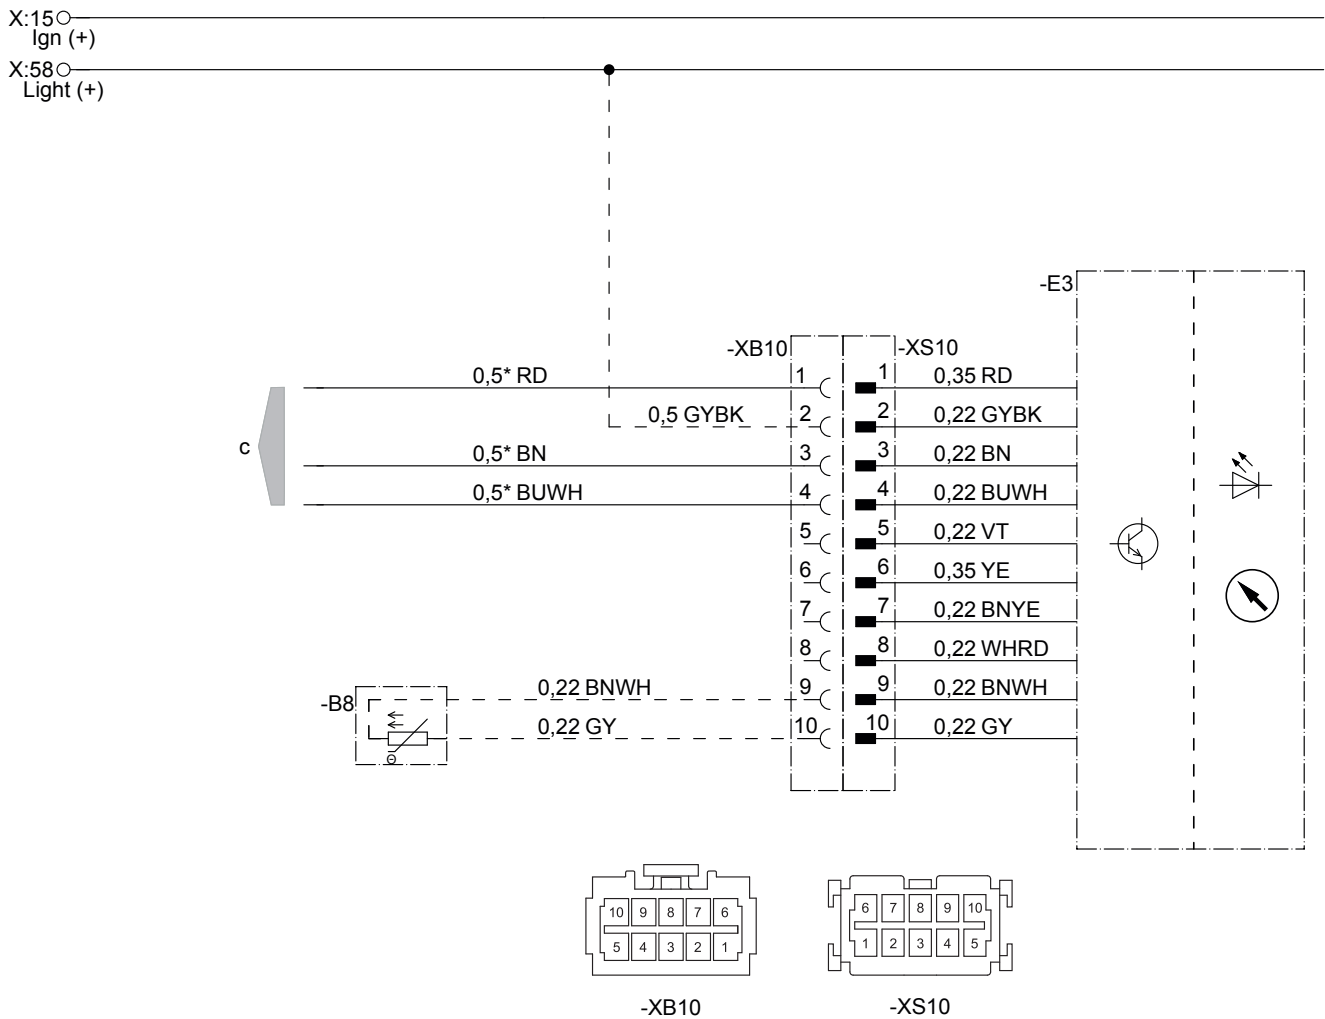 X:15
Ign (+)
X:58
Light (+)
-E3
-XB10
-XS10
0,5* RD
1
1
0,35 RD
0,5 GYBK
2
2
0,22 GYBK
c
0,5* BN
3
3
0,22 BN
0,5* BUWH
4
4
0,22 BUWH
5
5
0,22 VT
6
6
0,35 YE
7
7
0,22 BNYE
8
8
0,22 WHRD
-B8
0,22 BNWH
9
9
0,22 BNWH
0,22 GY
10
10
0,22 GY
10 9 8 7 6
5 4 3 2 1
-XB10
6 7 8 9 10
1 2 3 4 5
-XS10